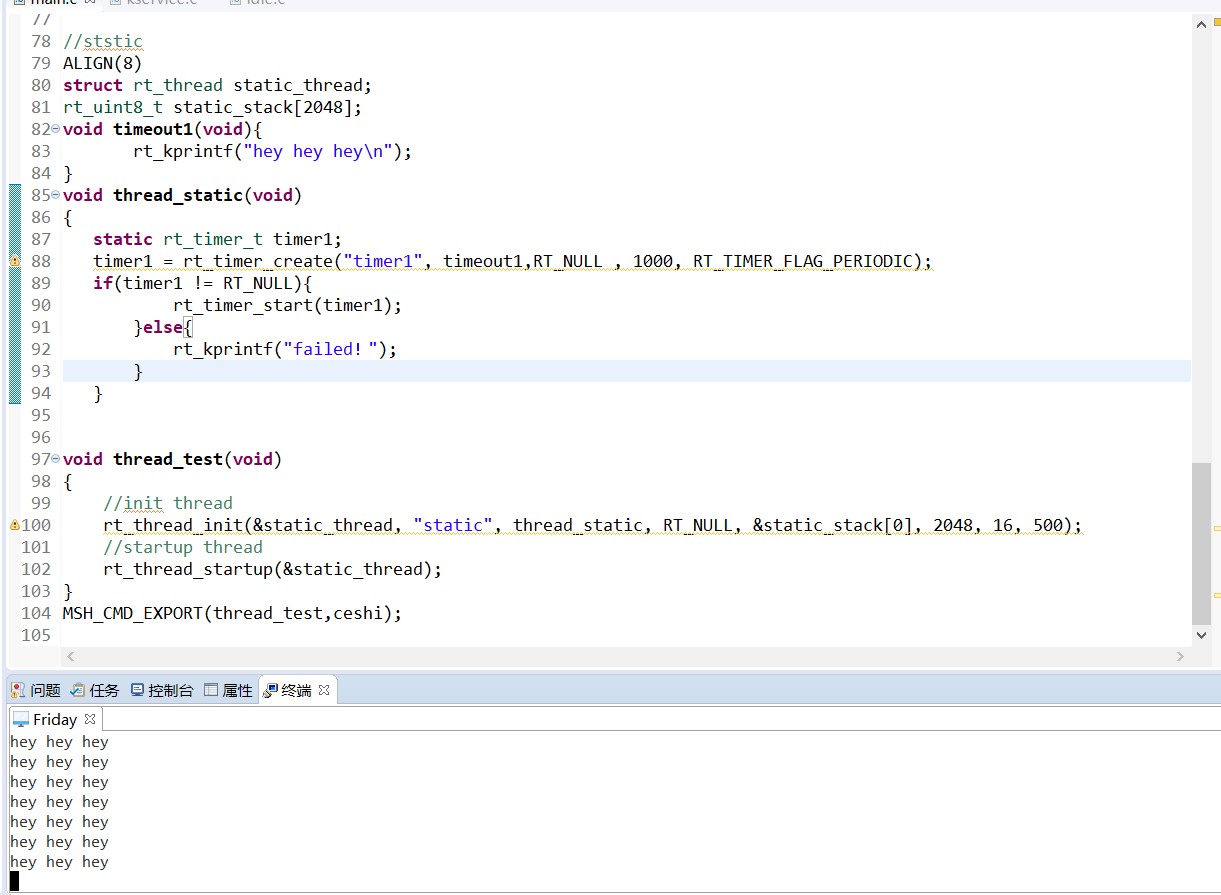 main.c kservice.c idle.c
77
78 //ststic
79 ALIGN(8)
80 struct rt_thread static_thread;
81 rt_uint8_t static_stack[2048];
82 void timeout1(void){
83 rt_kprintf("hey hey hey\n");
84 }
85 void thread_static(void)
86 {
87 static rt_timer_t timer1;
88 timer1 = rt_timer_create("timer1", timeout1,RT_NULL , 1000, RT_TIMER_FLAG_PERIODIC);
89 if(timer1 != RT_NULL){
90 rt_timer_start(timer1);
91 }else{
92 rt_kprintf("failed！");
93 }
94 }
95
96
97 void thread_test(void)
98 {
99 //init thread
100 rt_thread_init(&static_thread, "static", thread_static, RT_NULL, &static_stack[0], 2048, 16, 500);
101 //startup thread
102 rt_thread_startup(&static_thread);
103 }
104 MSH_CMD_EXPORT(thread_test,ceshi);
105
问题 任务 控制台 属性 终端
Friday
hey hey hey
hey hey hey
hey hey hey
hey hey hey
hey hey hey
hey hey hey
hey hey hey